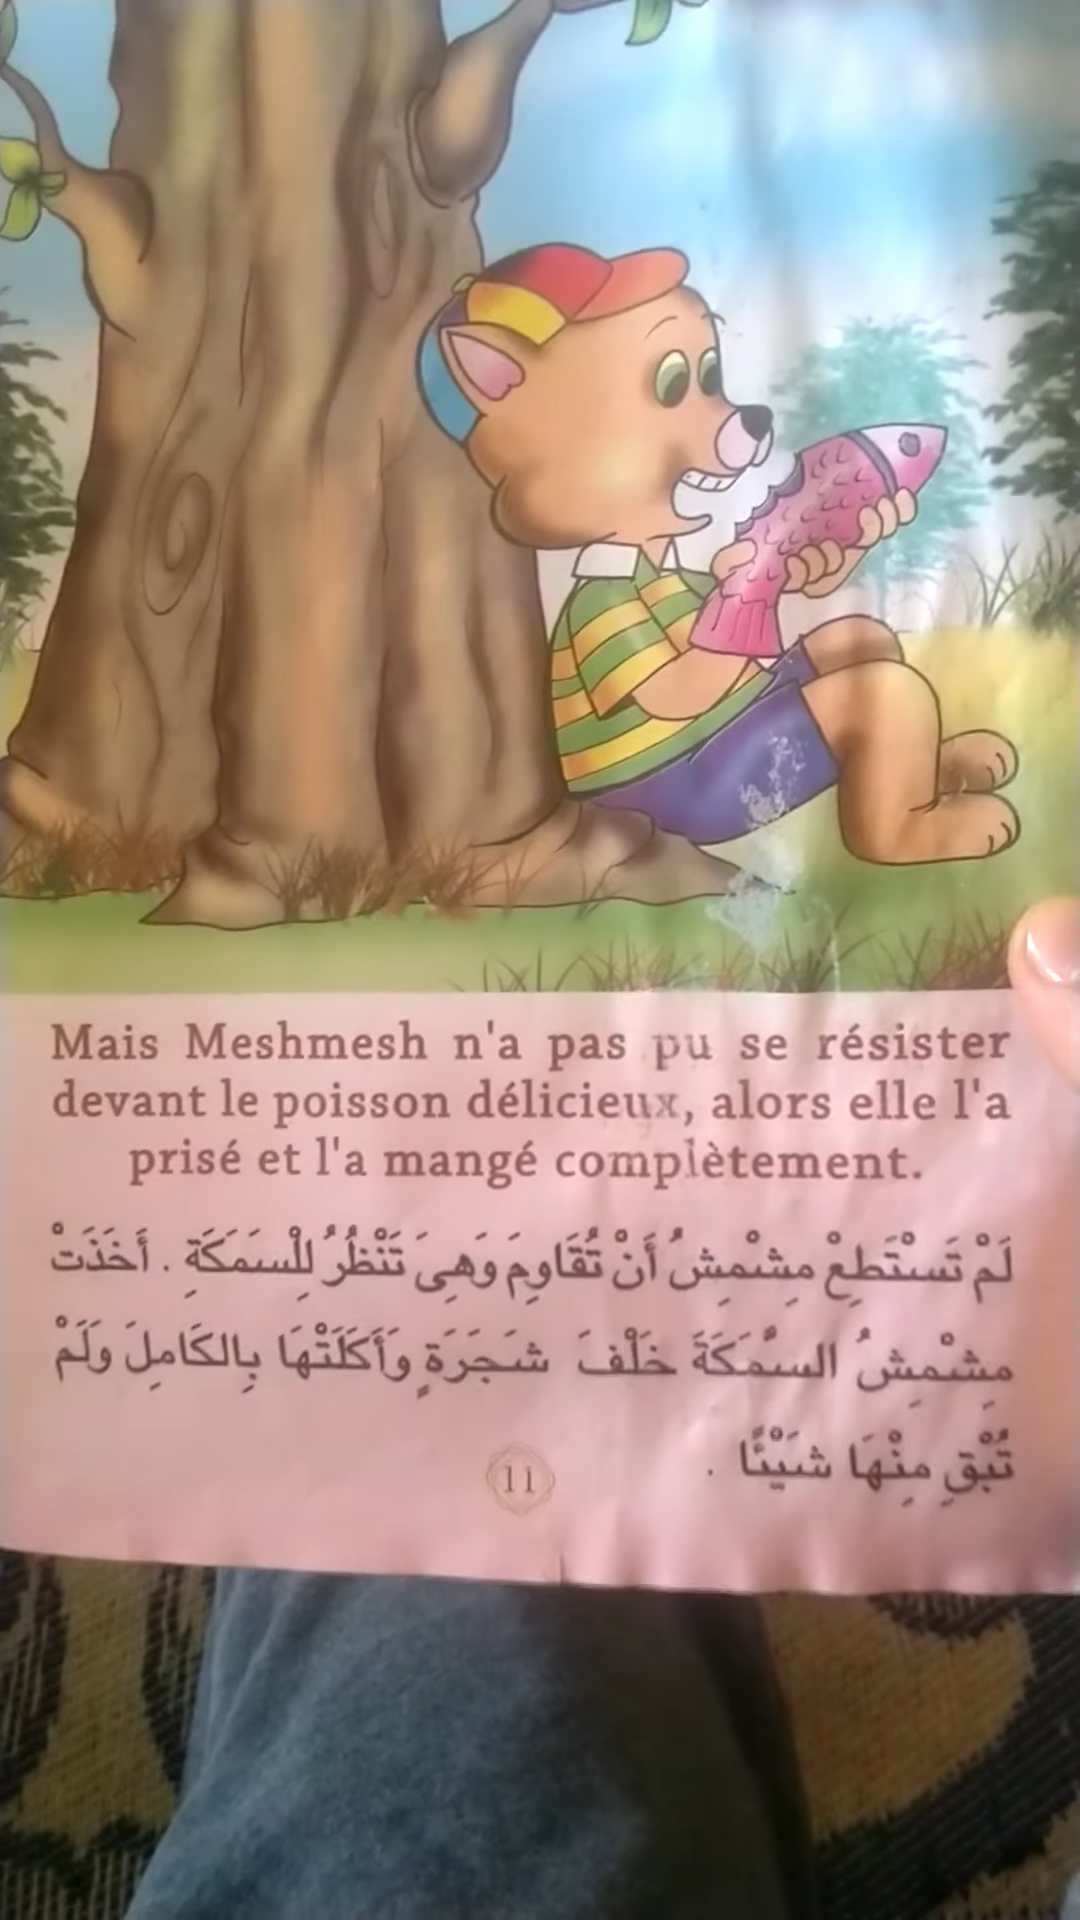 Mais Meshmesh n'a pas pu se résister
devant le poisson délicieux, alors elle l'a
prisé et l'a mangé complètement.
لَمْ تَسْتَطِعْ مِشْمِشُ أَنْ تُقَاوِمَ وَهِىَ تَنْظُرُ لِلْسَمَكَةِ . أَخَذَتْ
مِشْمِشُ السَّمَكَةَ خَلْفَ شَجَرَةٍ وَأَكَلَتْهَا بِالكَامِلِ وَلَمْ
تُبْقِ مِنْهَا شَيْئًا .
11